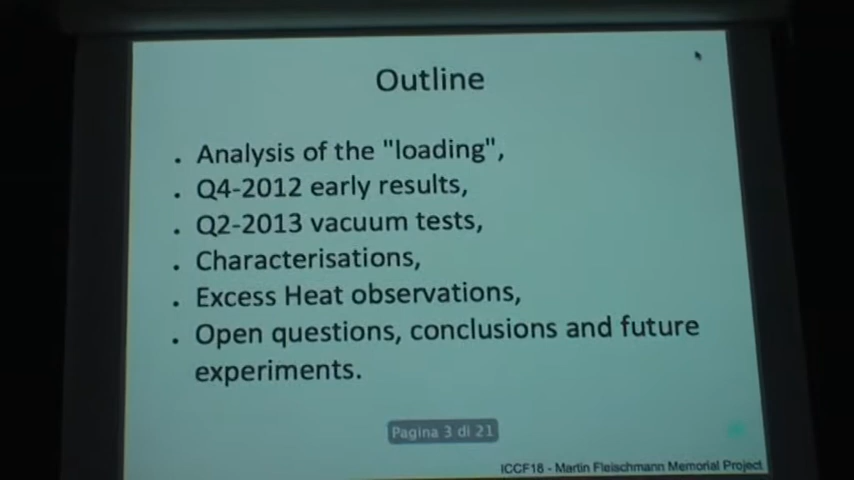 Outline
. Analysis of the "loading",
. Q4-2012 early results,
. Q2-2013 vacuum tests,
. Characterisations,
. Excess Heat observations,
. Open questions, conclusions and future
experiments.
Pagina 3 di 21
ICCF18 - Martin Fleischmann Memorial Project